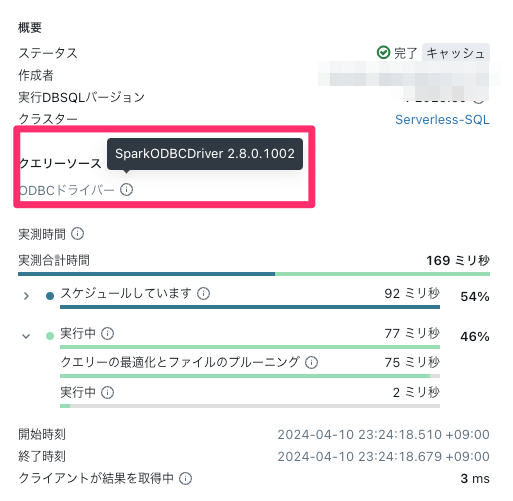 概要
ステータス 完了 キャッシュ
作成者
実行DBSQLバージョン
クラスター Serverless-SQL
SparkODBCDriver 2.8.0.1002
クエリーソース
ODBCドライバー
実測時間
実測合計時間 169 ミリ秒
スケジュールしています 92 ミリ秒 54%
実行中 77 ミリ秒 46%
クエリーの最適化とファイルのプルーニング 75 ミリ秒
実行中 2 ミリ秒
開始時刻 2024-04-10 23:24:18.510 +09:00
終了時刻 2024-04-10 23:24:18.679 +09:00
クライアントが結果を取得中 3 ms